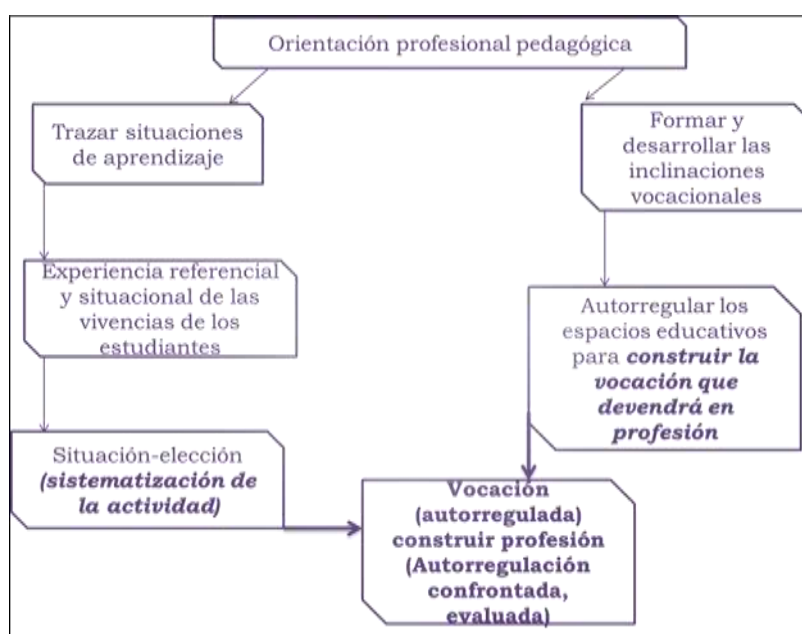 Orientación profesional pedagógica
Trazar situaciones
de aprendizaje
Formar y
desarrollar las
inclinaciones
vocacionales
Experiencia referencial
y situacional de las
vivencias de los
estudiantes
Autorregular los
espacios educativos
para construir la
vocación que
devendrá en
profesión
Situación-elección
(sistematización de
la actividad)
Vocación
(autorregulada)
construir profesión
(Autorregulación
confrontada,
evaluada)